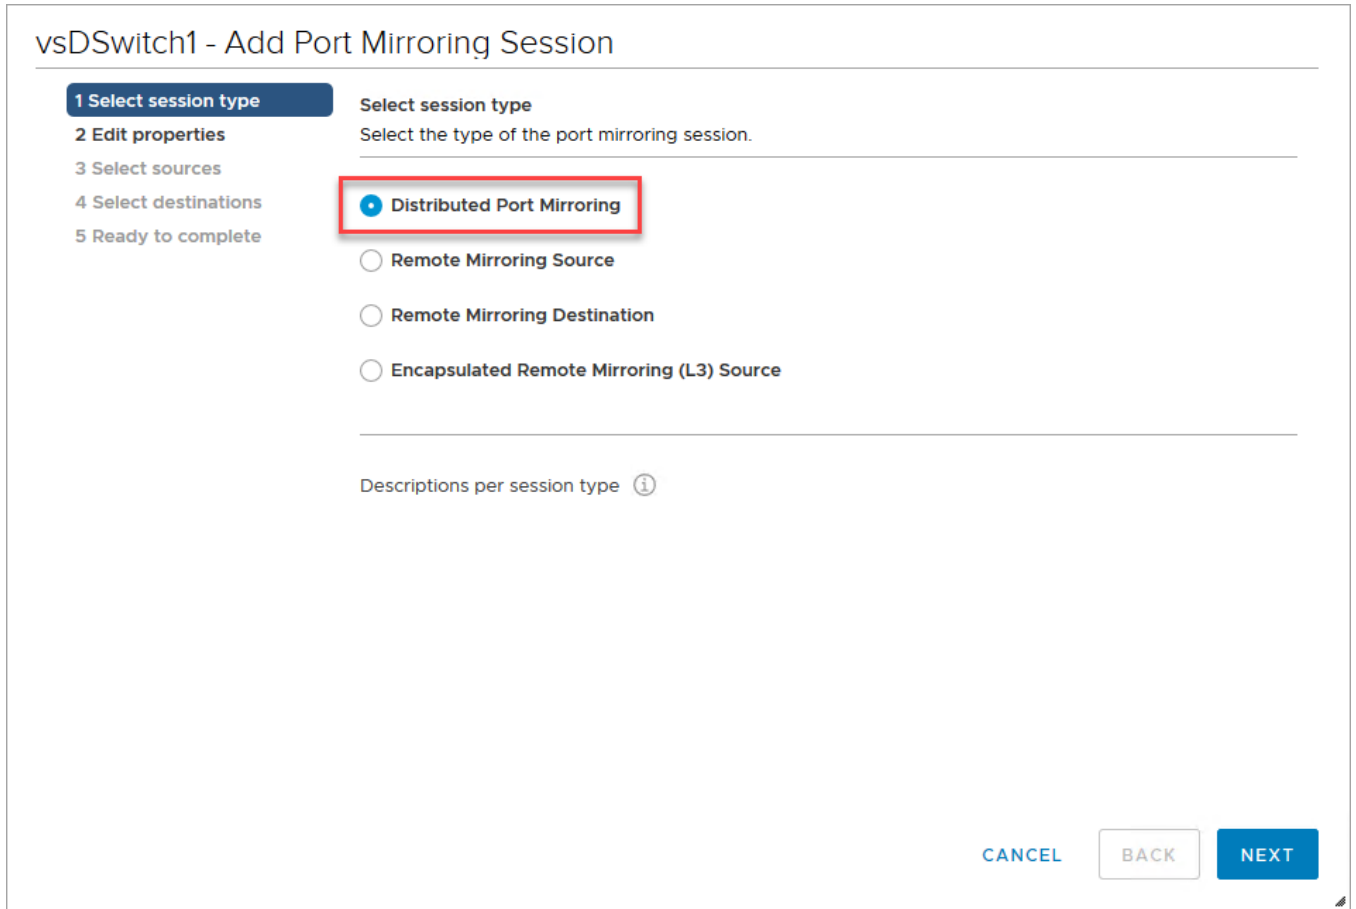 vsDSwitch1 - Add Port Mirroring Session
1 Select session type
2 Edit properties
3 Select sources
4 Select destinations
5 Ready to complete
Select session type
Select the type of the port mirroring session.
Distributed Port Mirroring
Remote Mirroring Source
Remote Mirroring Destination
Encapsulated Remote Mirroring (L3) Source
Descriptions per session type
CANCEL
BACK
NEXT